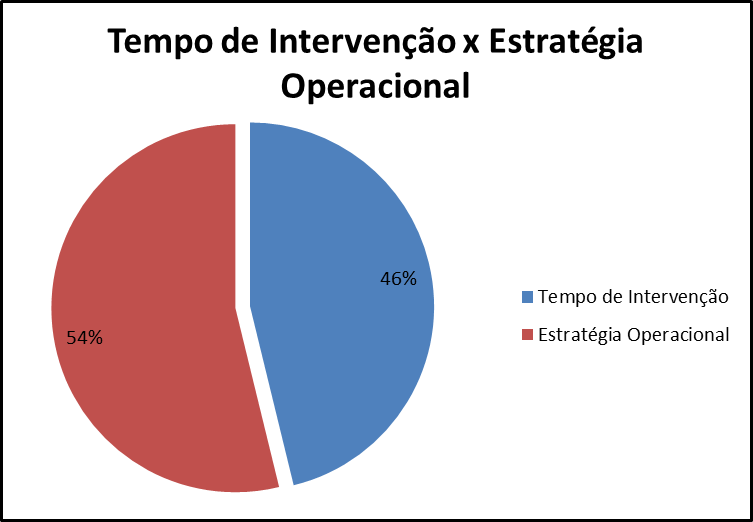 Tempo de Intervenção x Estratégia
Operacional
46%
54%
Tempo de Intervenção
Estratégia Operacional